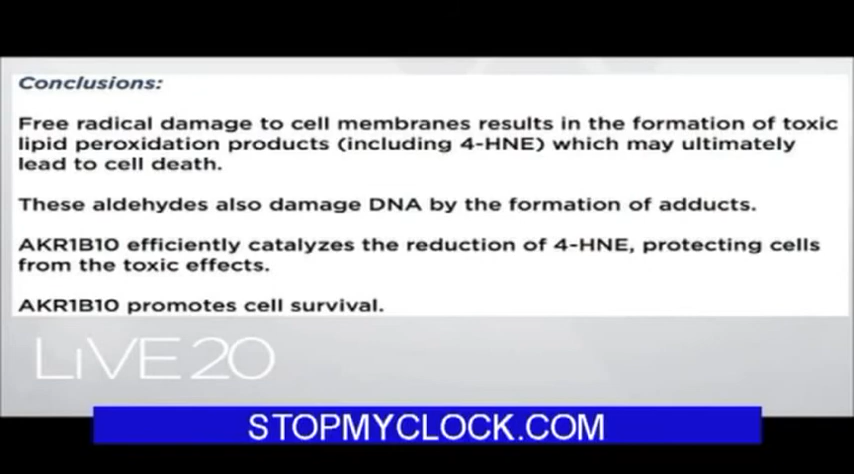 Conclusions:
Free radical damage to cell membranes results in the formation of toxic
lipid peroxidation products (including 4-HNE) which may ultimately
lead to cell death.
These aldehydes also damage DNA by the formation of adducts.
AKR1B10 efficiently catalyzes the reduction of 4-HNE, protecting cells
from the toxic effects.
AKR1B10 promotes cell survival.
LiVE 20
STOPMYCLOCK.COM